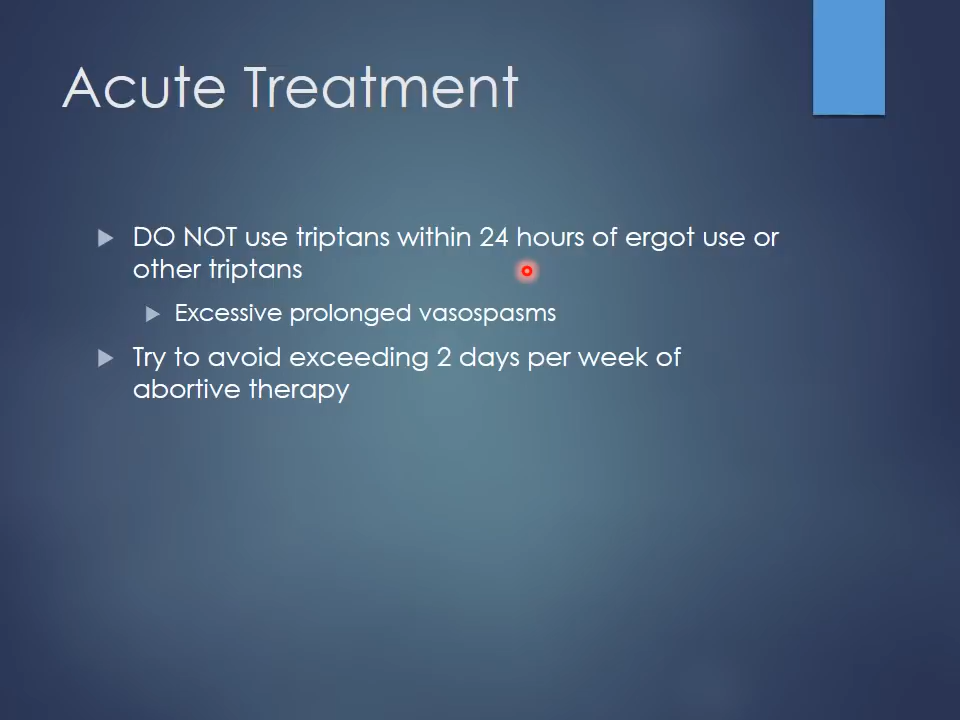 Acute Treatment
DO NOT use triptans within 24 hours of ergot use or
other triptans
Excessive prolonged vasospasms
Try to avoid exceeding 2 days per week of
abortive therapy